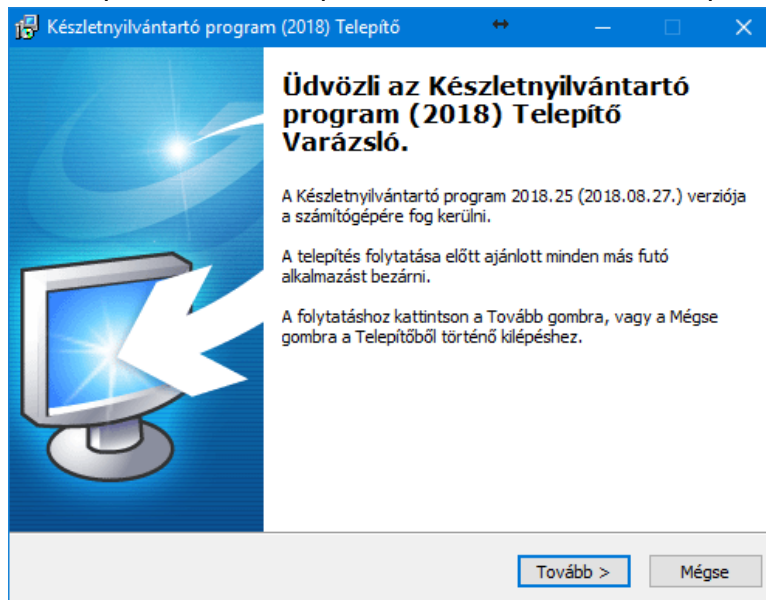 Készletnyilvántartó program (2018) Telepítő
Üdvözli az Készletnyilvántartó
program (2018) Telepítő
Varázsló.
A Készletnyilvántartó program 2018.25 (2018.08.27.) verziója
a számítógépére fog kerülni.
A telepítés folytatása előtt ajánlott minden más futó
alkalmazást bezárni.
A folytatáshoz kattintson a Tovább gombra, vagy a Mégse
gombra a Telepítőből történő kilépéshez.
Tovább >
Mégse